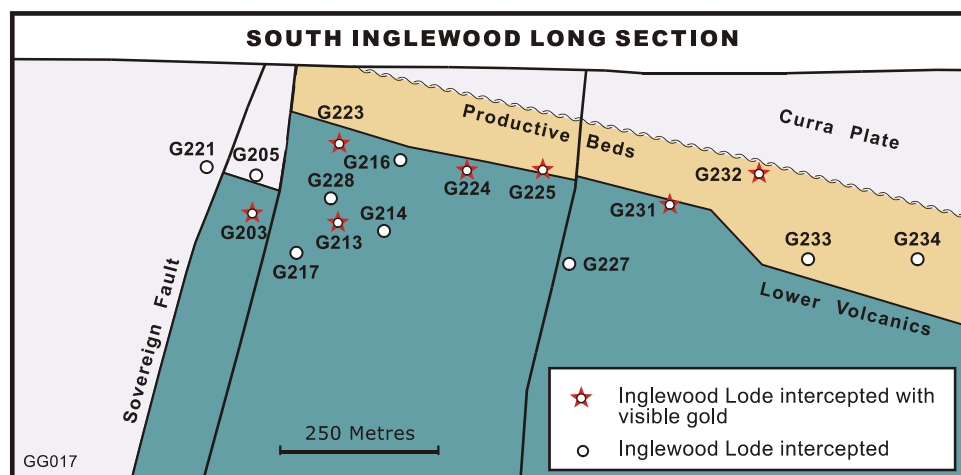 SOUTH INGLEWOOD LONG SECTION
G223
Productive Beds
Curra Plate
G221
G205
G216
G228
G224
G225
G232
G203
G213
G214
G231
G217
G227
G233
G234
Sovereign Fault
Lower Volcanics
250 Metres
Inglewood Lode intercepted with
visible gold
Inglewood Lode intercepted
GG017